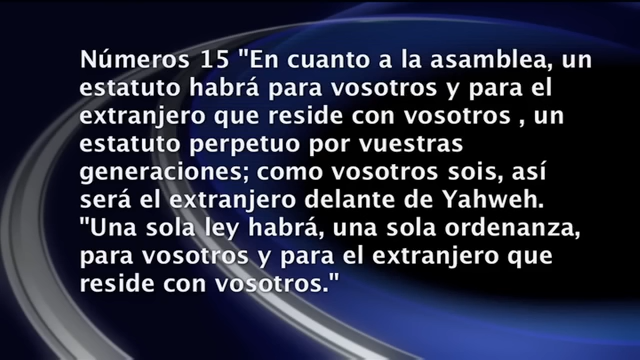 Números 15 "En cuanto a la asamblea, un
estatuto habrá para vosotros y para el
extranjero que reside con vosotros , un
estatuto perpetuo por vuestras
generaciones; como vosotros sois, así
será el extranjero delante de Yahweh.
"Una sola ley habrá, una sola ordenanza,
para vosotros y para el extranjero que
reside con vosotros."